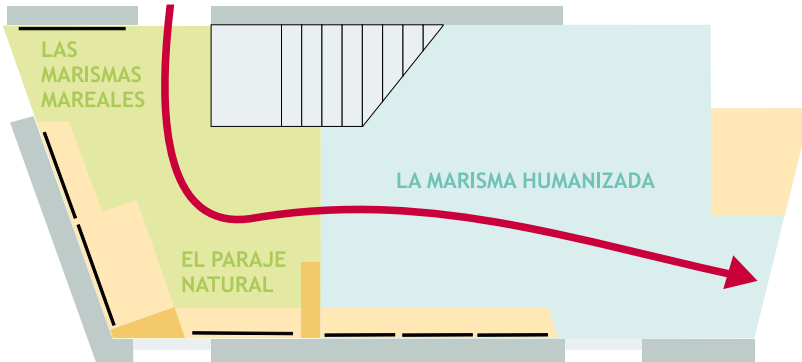 LAS
MARISMAS
MAREALES
LA MARISMA HUMANIZADA
EL PARAJE
NATURAL